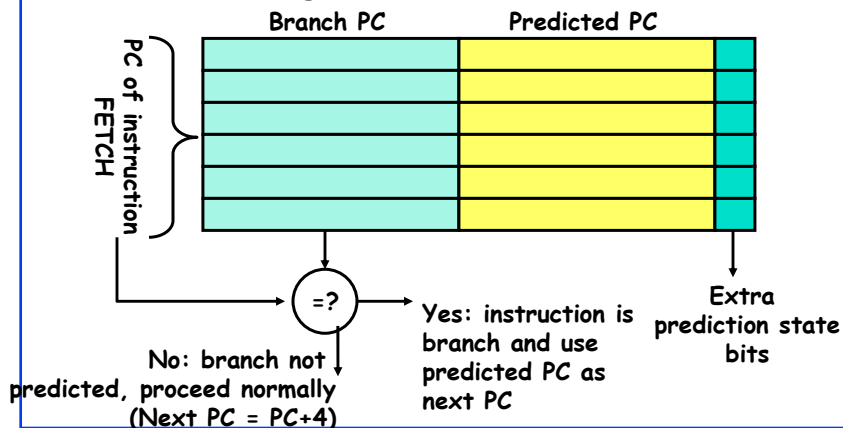 Branch PC
Predicted PC
PC of instruction
FETCH
=?
Yes: instruction is
branch and use
predicted PC as
next PC
Extra
prediction state
bits
No: branch not
predicted, proceed normally
(Next PC = PC+4)